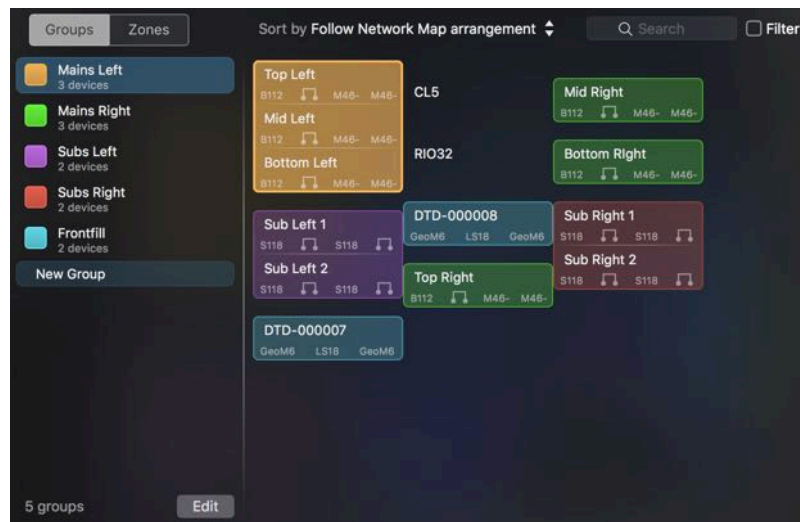 Groups Zones
Sort by Follow Network Map arrangement
Search
Filter
Mains Left
3 devices
Mains Right
3 devices
Subs Left
2 devices
Subs Right
2 devices
Frontfill
2 devices
New Group
5 groups
Edit
Top Left
B112 M46- M46-
Mid Left
B112 M46- M46-
Bottom Left
B112 M46- M46-
Sub Left 1
S118 S118
Sub Left 2
S118 S118
DTD-000007
GeoM6 LS18 GeoM6
CL5
RIO32
DTD-000008
GeoM6 LS18 GeoM6
Top Right
B112 M46- M46-
Mid Right
B112 M46- M46-
Bottom RIght
B112 M46- M46-
Sub Right 1
S118 S118
Sub Right 2
S118 S118